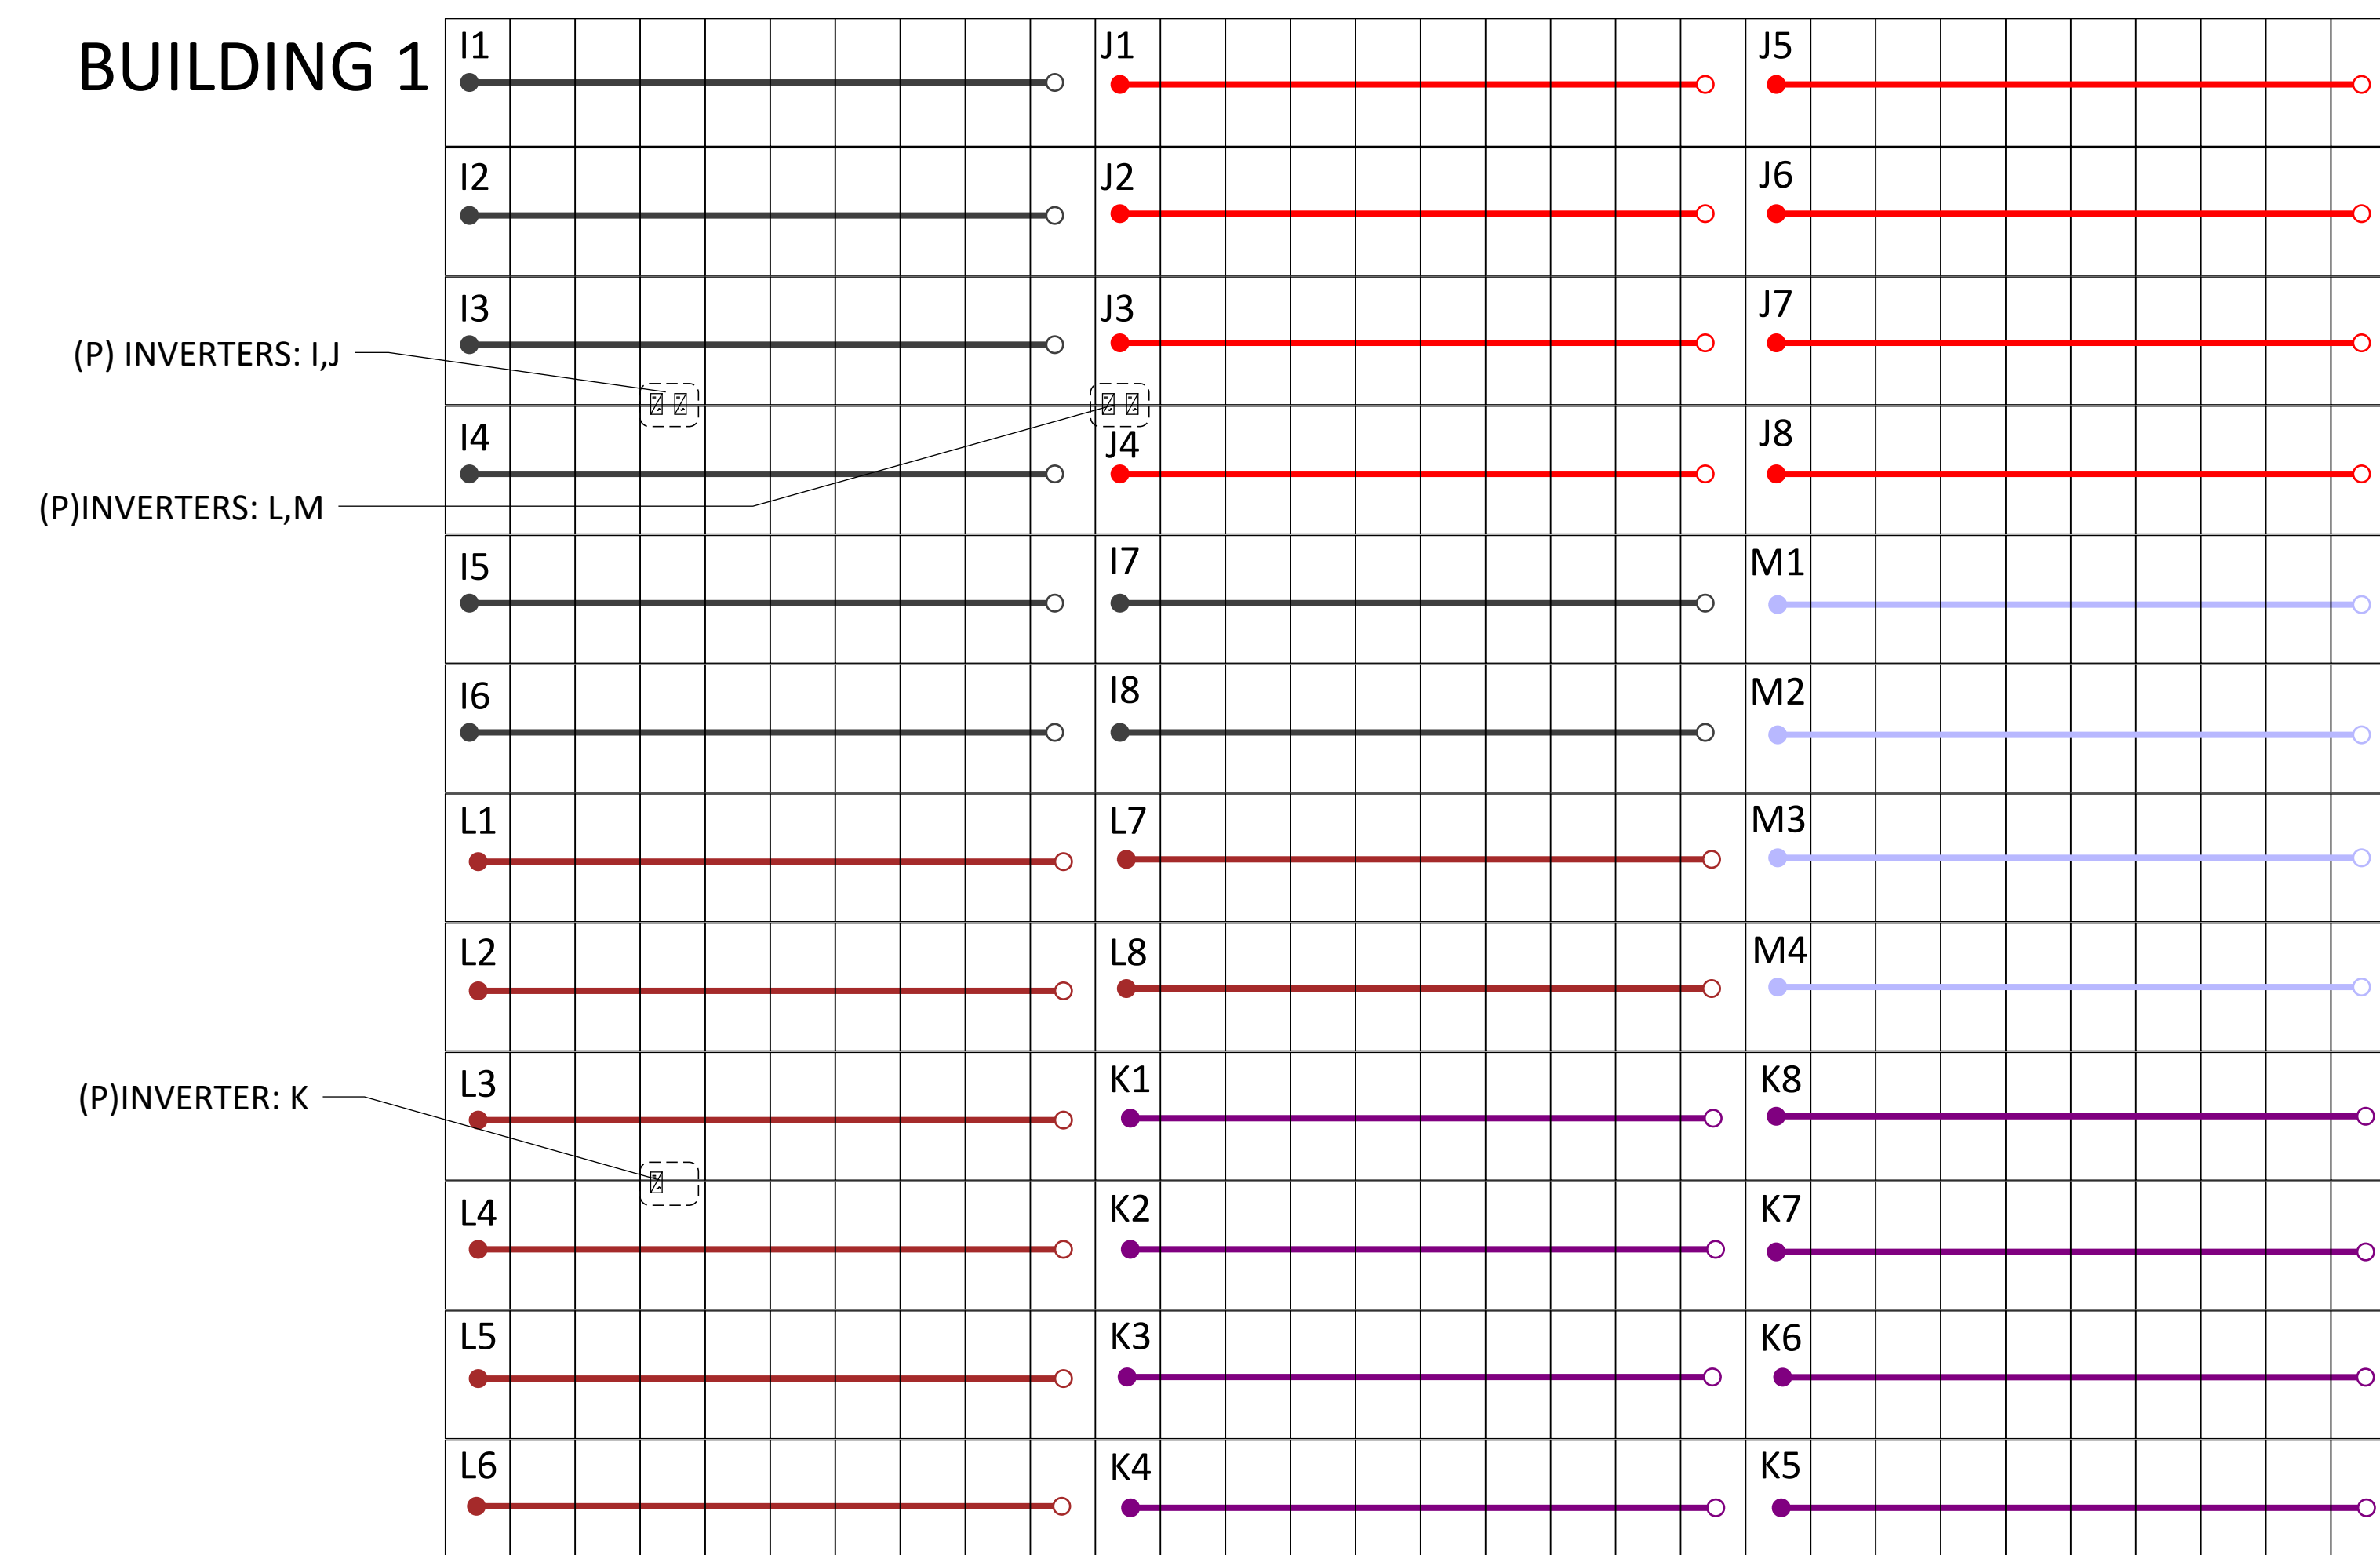 BUILDING 1
I1 J1 J5
I2 J2 J6
I3 J3 J7
(P) INVERTERS: I,J
I4 J4 J8
(P)INVERTERS: L,M
I5 I7 M1
I6 I8 M2
L1 L7 M3
L2 L8 M4
L3 K1 K8
(P)INVERTER: K
L4 K2 K7
L5 K3 K6
L6 K4 K5